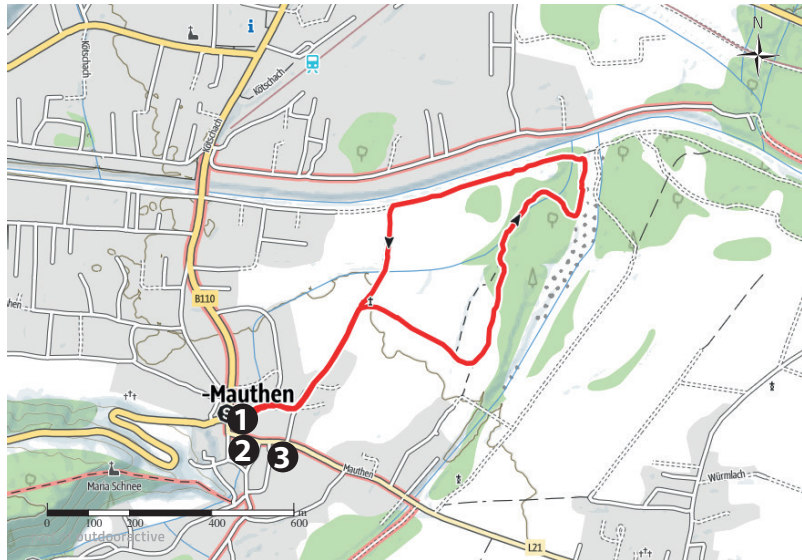 Kötschach
i
N
Kötschach
Kötschach
B110
-Mauthen
S
1
2
3
Mauthen
Maria Schnee
Würmlach
L21
0 100 200 400 600 m
outdooractive